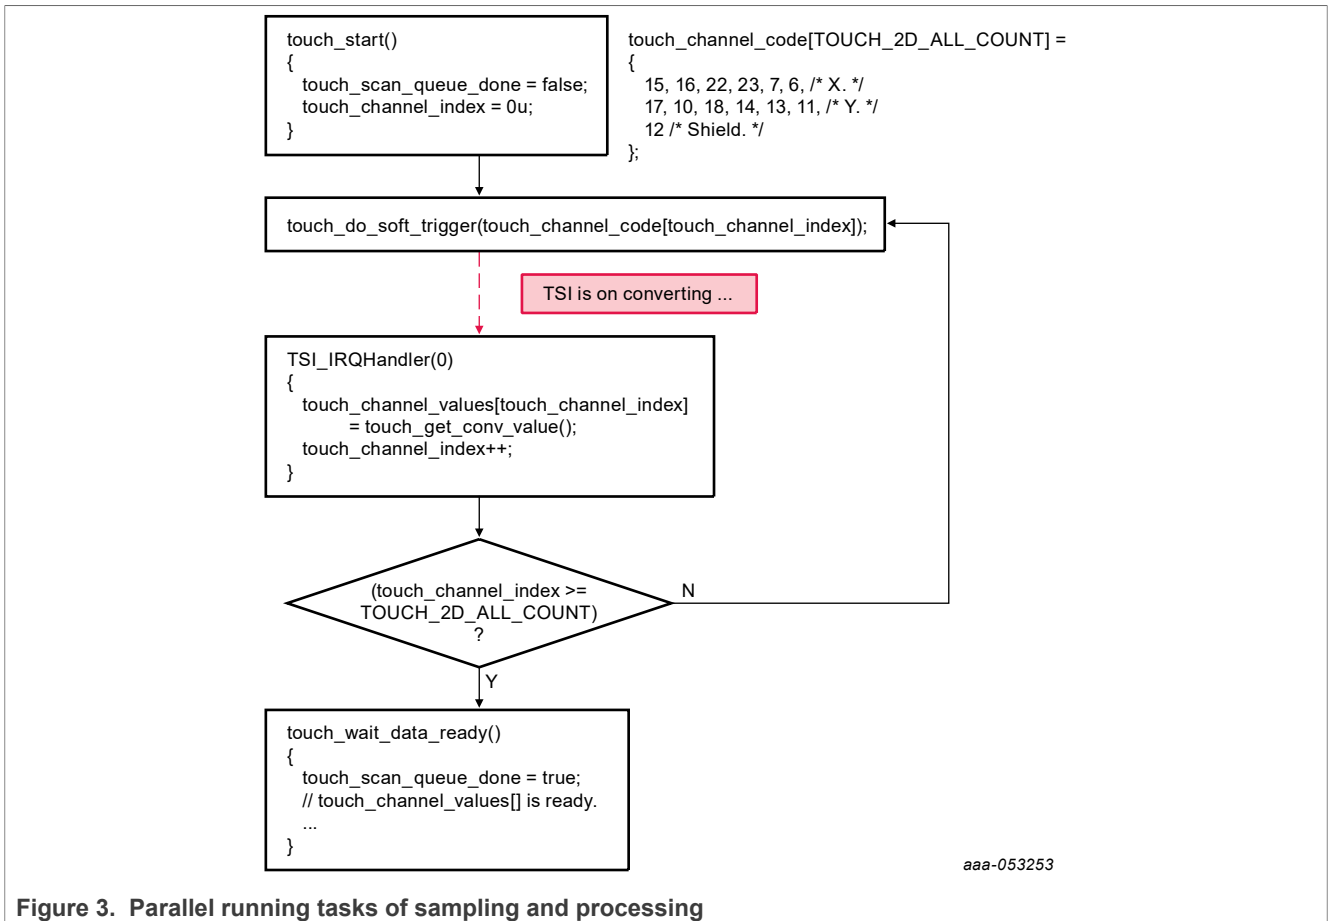 touch_start()
{
touch_scan_queue_done = false;
touch_channel_index = 0u;
}
touch_channel_code[TOUCH_2D_ALL_COUNT] =
{
15, 16, 22, 23, 7, 6, /* X. */
17, 10, 18, 14, 13, 11, /* Y. */
12 /* Shield. */
};
touch_do_soft_trigger(touch_channel_code[touch_channel_index]);
TSI is on converting ...
TSI_IRQHandler(0)
{
touch_channel_values[touch_channel_index]
= touch_get_conv_value();
touch_channel_index++;
}
(touch_channel_index >=
TOUCH_2D_ALL_COUNT)
?
N
Y
touch_wait_data_ready()
{
touch_scan_queue_done = true;
// touch_channel_values[] is ready.
...
}
aaa-053253
Figure 3. Parallel running tasks of sampling and processing